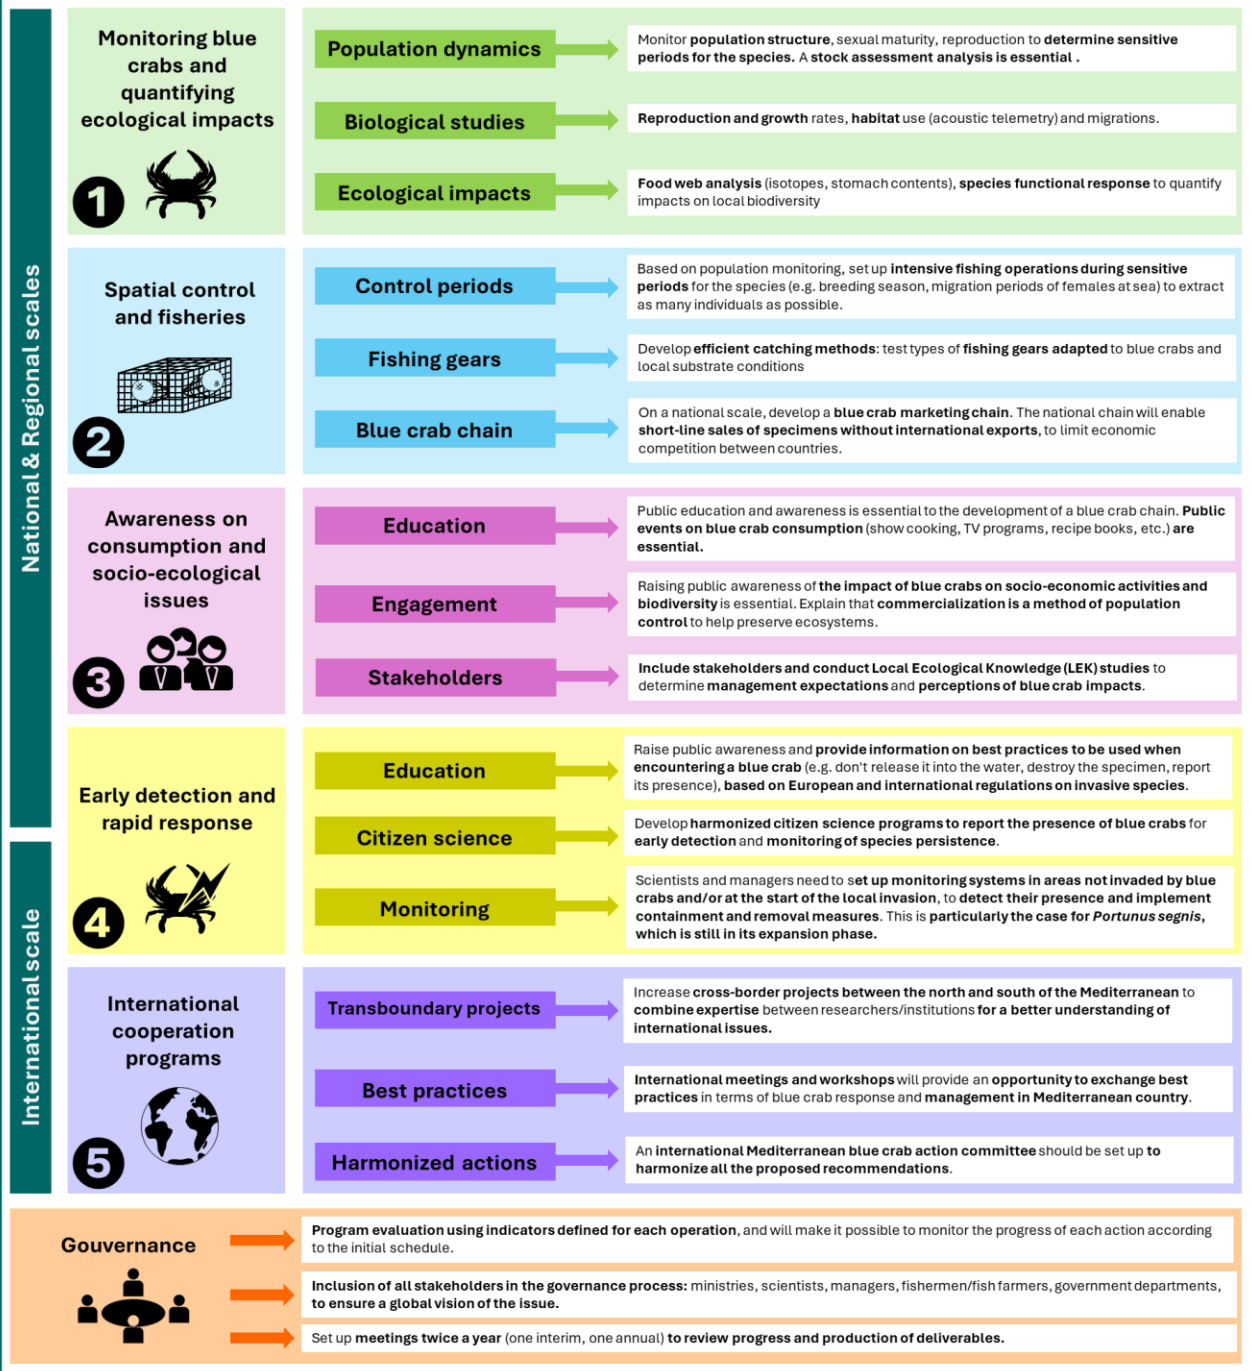 National & Regional scales
Monitoring blue
crabs and
quantifying
ecological impacts
1
Population dynamics
Monitor population structure, sexual maturity, reproduction to determine sensitive
periods for the species. A stock assessment analysis is essential .
Biological studies
Reproduction and growth rates, habitat use (acoustic telemetry) and migrations.
Ecological impacts
Food web analysis (isotopes, stomach contents), species functional response to quantify
impacts on local biodiversity
Spatial control
and fisheries
2
Control periods
Based on population monitoring, set up intensive fishing operations during sensitive
periods for the species (e.g. breeding season, migration periods of females at sea) to extract
as many individuals as possible.
Fishing gears
Develop efficient catching methods: test types of fishing gears adapted to blue crabs and
local substrate conditions
Blue crab chain
On a national scale, develop a blue crab marketing chain. The national chain will enable
short-line sales of specimens without international exports, to limit economic
competition between countries.
Awareness on
consumption and
socio-ecological
issues
3
Education
Public education and awareness is essential to the development of a blue crab chain. Public
events on blue crab consumption (show cooking, TV programs, recipe books, etc.) are
essential.
Engagement
Raising public awareness of the impact of blue crabs on socio-economic activities and
biodiversity is essential. Explain that commercialization is a method of population
control to help preserve ecosystems.
Stakeholders
Include stakeholders and conduct Local Ecological Knowledge (LEK) studies to
determine management expectations and perceptions of blue crab impacts.
International scale
Early detection and
rapid response
4
Education
Raise public awareness and provide information on best practices to be used when
encountering a blue crab (e.g. don't release it into the water, destroy the specimen, report
its presence), based on European and international regulations on invasive species.
Citizen science
Develop harmonized citizen science programs to report the presence of blue crabs for
early detection and monitoring of species persistence.
Monitoring
Scientists and managers need to set up monitoring systems in areas not invaded by blue
crabs and/or at the start of the local invasion, to detect their presence and implement
containment and removal measures. This is particularly the case for Portunus segnis,
which is still in its expansion phase.
International
cooperation
programs
5
Transboundary projects
Increase cross-border projects between the north and south of the Mediterranean to
combine expertise between researchers/institutions for a better understanding of
international issues.
Best practices
International meetings and workshops will provide an opportunity to exchange best
practices in terms of blue crab response and management in Mediterranean country.
Harmonized actions
An international Mediterranean blue crab action committee should be set up to
harmonize all the proposed recommendations.
Gouvernance
Program evaluation using indicators defined for each operation, and will make it possible to monitor the progress of each action according
to the initial schedule.
Inclusion of all stakeholders in the governance process: ministries, scientists, managers, fishermen/fish farmers, government departments,
to ensure a global vision of the issue.
Set up meetings twice a year (one interim, one annual) to review progress and production of deliverables.